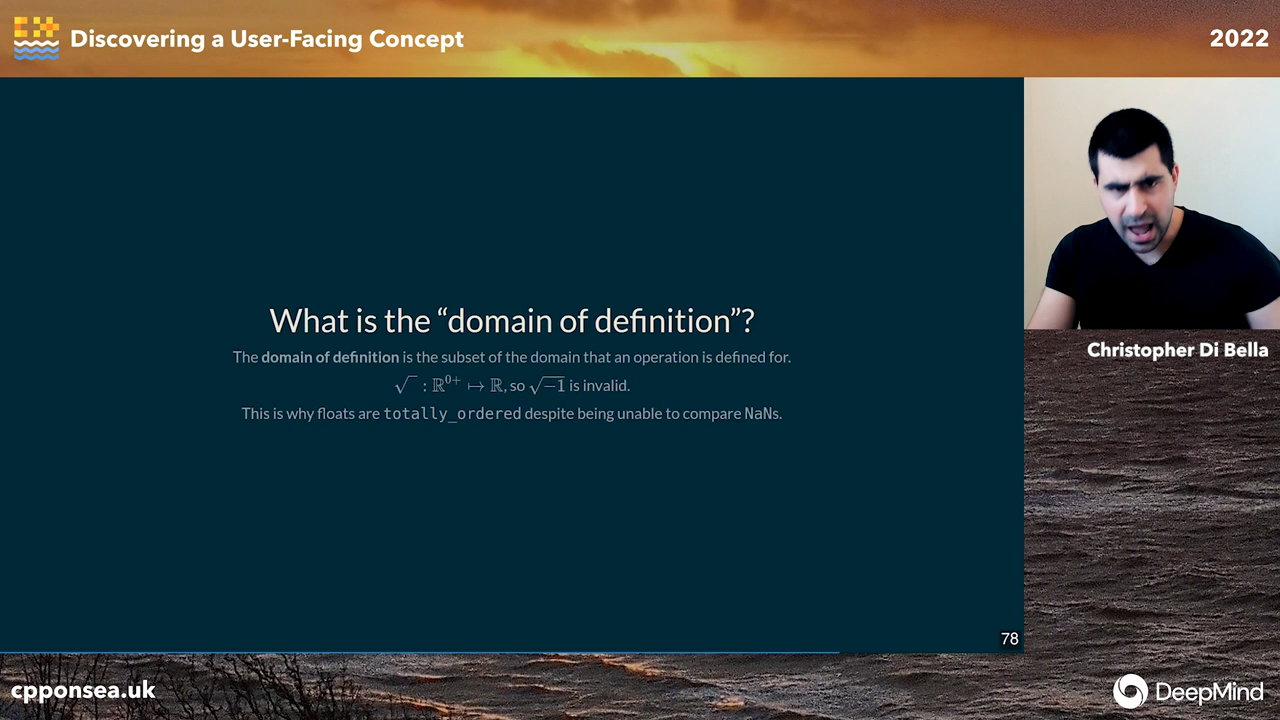 Discovering a User-Facing Concept
2022
What is the “domain of definition”?
The domain of definition is the subset of the domain that an operation is defined for.
√ : ℝ⁰⁺ ↦ ℝ, so √−1 is invalid.
This is why floats are totally_ordered despite being unable to compare NaNs.
78
Christopher Di Bella
cpponsea.uk
DeepMind